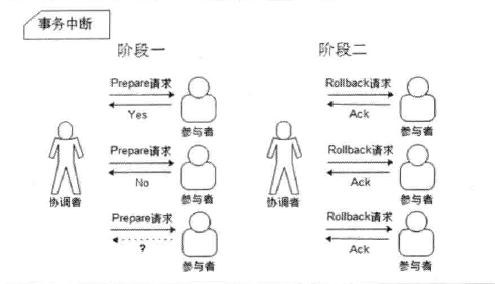 事务中断
阶段一
阶段二
Prepare请求
Yes
参与者
Prepare请求
No
参与者
Prepare请求
?
参与者
协调者
Rollback请求
Ack
参与者
Rollback请求
Ack
参与者
Rollback请求
Ack
参与者
协调者